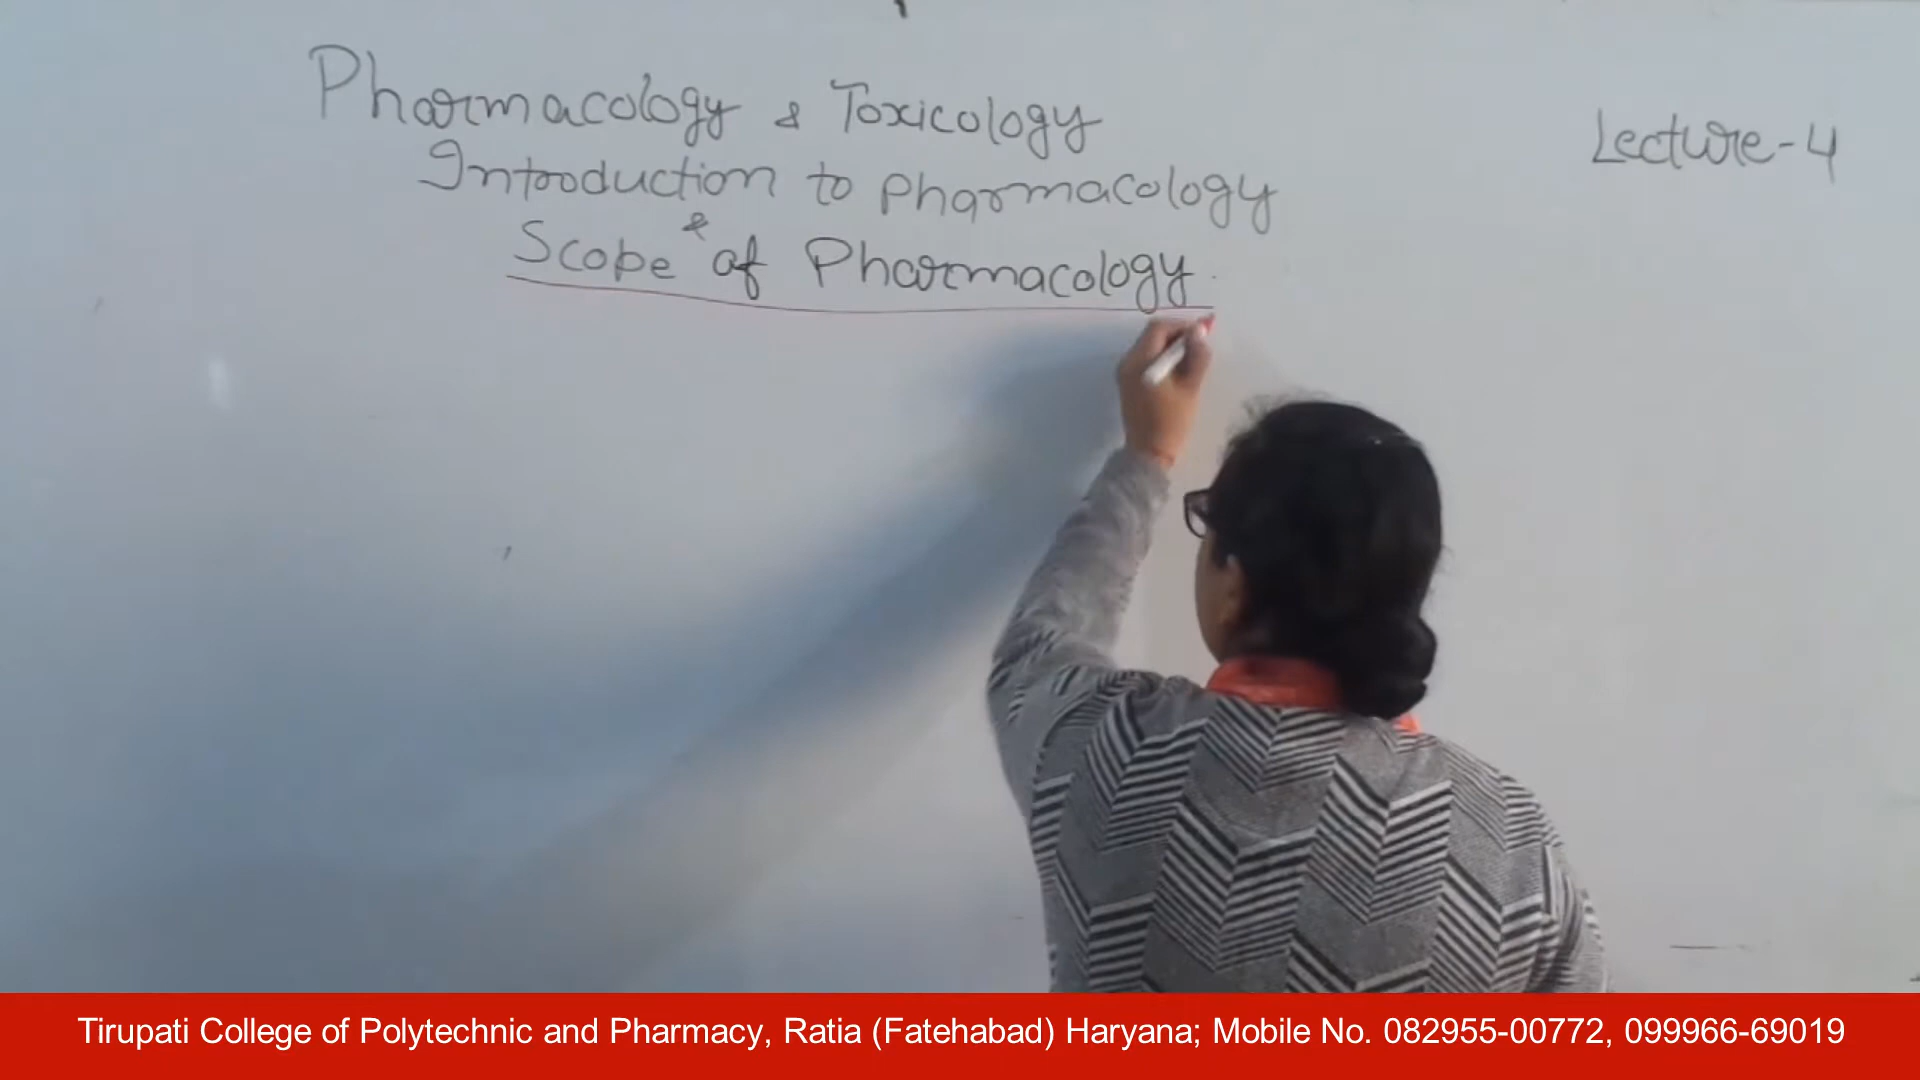 Pharmacology & Toxicology
Lecture-4
Introduction to pharmacology
&
Scope of Pharmacology.
Tirupati College of Polytechnic and Pharmacy, Ratia (Fatehabad) Haryana; Mobile No. 082955-00772, 099966-69019